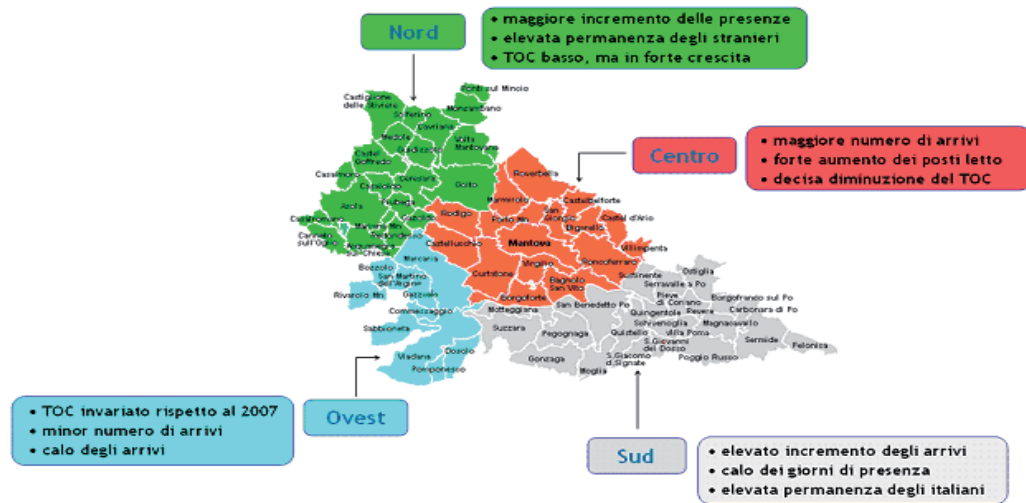 Nord
• maggiore incremento delle presenze
• elevata permanenza degli stranieri
• TOC basso, ma in forte crescita
Ponti sul Mincio
Castiglione
delle Stiviere
Monzambano
Solferino
Cavriana
Medole
Volta
Mantovana
Guidizzolo
Castel
Goffredo
Centro
• maggiore numero di arrivi
• forte aumento dei posti letto
• decisa diminuzione del TOC
Roverbella
Casalmoro
Ceresara
Casaloldo
Goito
Castelbelforte
Marmirolo
Asola
Piubega
San
Giorgio
Castel d'Ario
Rodigo
Porto Mn
Bigarello
Gazoldo
Casalromano
Mariana Mn
Redondesco
Canneto
sull'Oglio
Acquanegra
sul Chiese
Mantova
Castellucchio
Villimpenta
Marcaria
Roncoferraro
Virgilio
Bozzolo
San Martino
dell'Argine
Curtatone
Sustinente
Ostiglia
Bagnolo
San Vito
Serravalle a Po
Rivarolo Mn
Gazzuolo
Borgoforte
Pieve
di Coriano
Borgofranco sul Po
San Benedetto Po
Commessaggio
Motteggiana
Quingentole
Revere
Carbonara di Po
Sabbioneta
Suzzara
Schivenoglia
Magnacavallo
Pegognaga
Quistello
Villa Poma
Sermide
S.Giovanni
del Dosso
Felonica
Viadana
Dosolo
Gonzaga
S.Giacomo
d.Signate
Poggio Rusco
Pomponesco
Moglia
• TOC invariato rispetto al 2007
• minor numero di arrivi
• calo degli arrivi
Ovest
Sud
• elevato incremento degli arrivi
• calo dei giorni di presenza
• elevata permanenza degli italiani